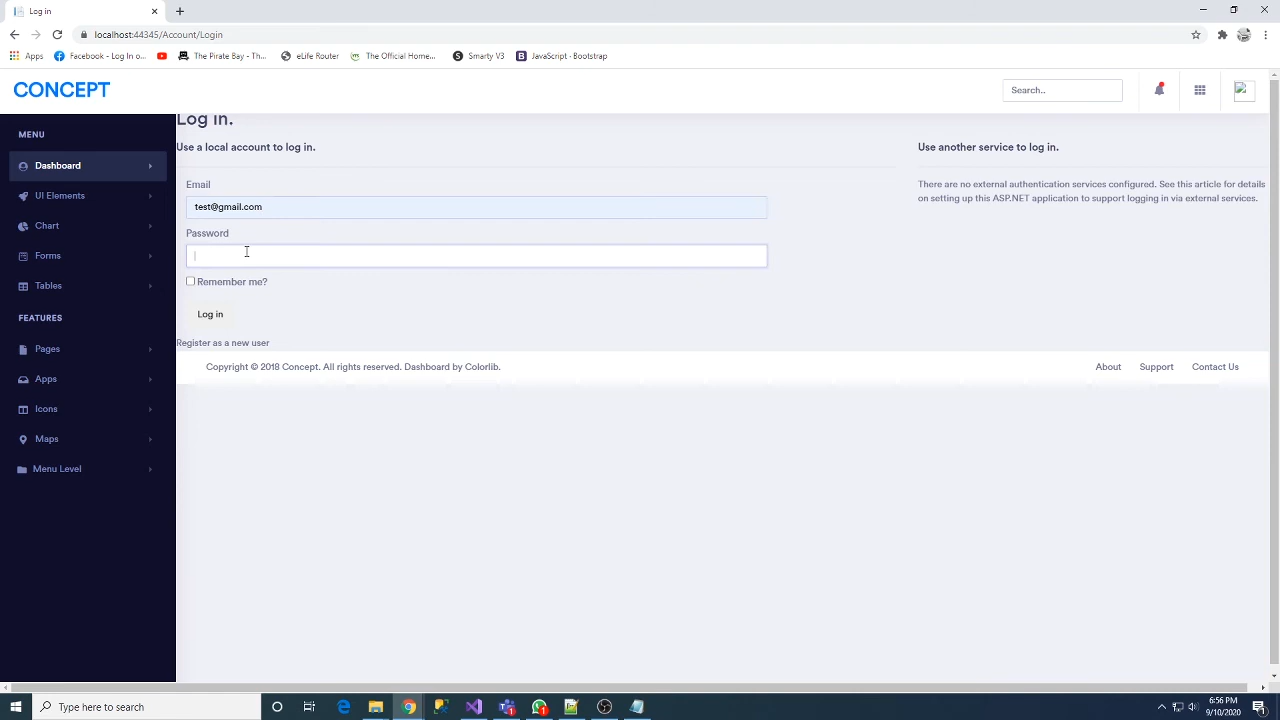 Log in
localhost:44345/Account/Login
Apps
Facebook - Log In o...
The Pirate Bay - Th...
eLife Router
The Official Home...
Smarty V3
JavaScript · Bootstrap
CONCEPT
Search..
MENU
Dashboard
UI Elements
Chart
Forms
Tables
FEATURES
Pages
Apps
Icons
Maps
Menu Level
Log in.
Use a local account to log in.
Email
test@gmail.com
Password
Remember me?
Log in
Register as a new user
Use another service to log in.
There are no external authentication services configured. See this article for details
on setting up this ASP.NET application to support logging in via external services.
Copyright © 2018 Concept. All rights reserved. Dashboard by Colorlib.
About
Support
Contact Us
Type here to search
6:56 PM
9/10/2020